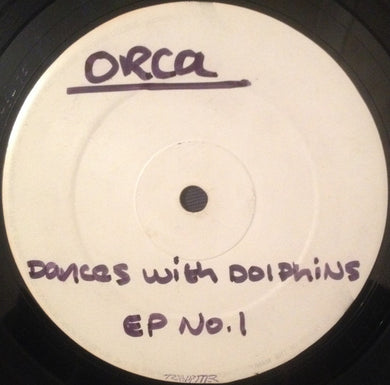 ORCa
Dances with Dolphins
EP No.1